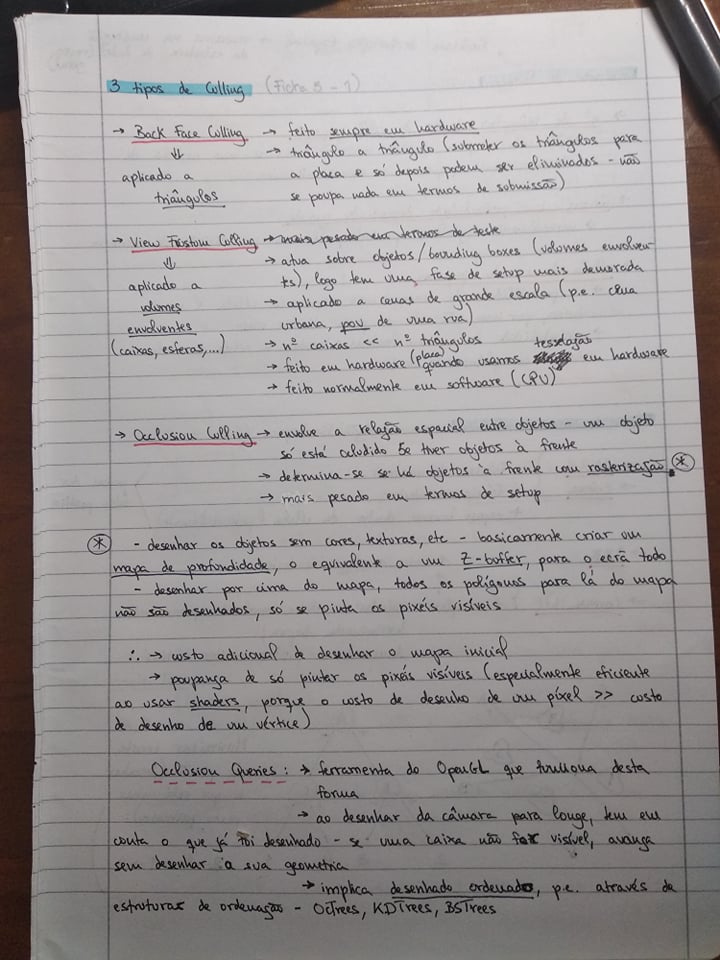 3 tipos de Culling (Ficha 5 - 1)
→ Back Face Culling → feito sempre em hardware
⇓ → triângulo a triângulo (submeter os triângulos para
aplicado a a placa e só depois podem ser eliminados - não
triângulos se poupa nada em termos de submissão)
→ View Frustum Culling → mais pesado em termos de teste
⇓ → atua sobre objetos/bounding boxes (volumes envolven
aplicado a tes), logo tem uma fase de setup mais demorada
volumes → aplicado a cenas de grande escala (p.e. cena
envolventes urbana, pov de uma rua)
(caixas, esferas,...) → nº caixas << nº triângulos
→ feito em hardware (placa) quando usamos tesselação em hardware
→ feito normalmente em software (CPU)
→ Occlusion Culling → envolve a relação espacial entre objetos - um objeto
só está ocludido se tiver objetos à frente
→ determina-se se há objetos à frente com rasterização. *
→ mais pesado em termos de setup
* - desenhar os objetos sem cores, texturas, etc - basicamente criar um
mapa de profundidade, o equivalente a um Z-buffer, para o ecrã todo
- desenhar por cima do mapa, todos os polígonos para lá do mapa
não são desenhados, só se pinta os pixéis visíveis
∴ → custo adicional de desenhar o mapa inicial
→ poupança de só pintar os pixéis visíveis (especialmente eficiente
ao usar shaders, porque o custo de desenho de um píxel >> custo
de desenho de um vértice)
Occlusion Queries: → ferramenta do OpenGL que funciona desta
forma
→ ao desenhar da câmara para longe, tem em
conta o que já foi desenhado - se uma caixa não for visível, avança
sem desenhar a sua geometria
→ implica desenhado ordenado, p.e. através de
estruturas de ordenação - OcTrees, KDTrees, BSTrees